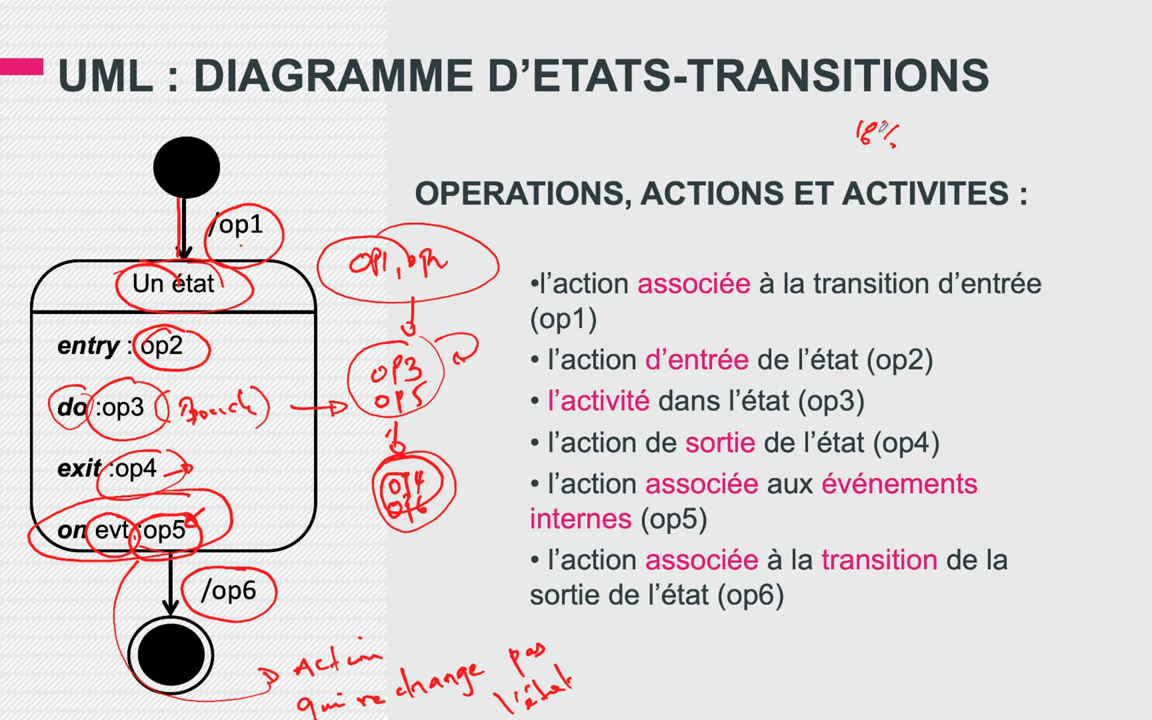 UML : DIAGRAMME D’ETATS-TRANSITIONS
18%
OPERATIONS, ACTIONS ET ACTIVITES :
/op1
Un état
entry : op2
do :op3
exit :op4
on evt :op5
/op6
op1, op2
OP3
OP5
op4
op6
Action
qui ne change pas
l'état
•l’action associée à la transition d’entrée
(op1)
• l’action d’entrée de l’état (op2)
• l’activité dans l’état (op3)
• l’action de sortie de l’état (op4)
• l’action associée aux événements
internes (op5)
• l’action associée à la transition de la
sortie de l’état (op6)